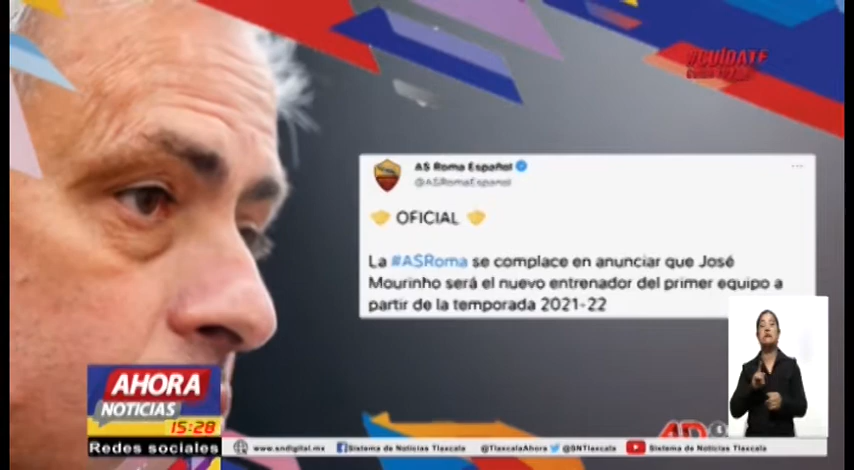 #CUÍDATE
AS Roma Español
@ASRomaEspanol
OFICIAL
La #ASRoma se complace en anunciar que José
Mourinho será el nuevo entrenador del primer equipo a
partir de la temporada 2021-22
AHORA
NOTICIAS
15:28
Redes sociales
www.sndigital.mx
Sistema de Noticias Tlaxcala
@TlaxcalaAhora
@SNTlaxcala
Sistema de Noticias Tlaxcala